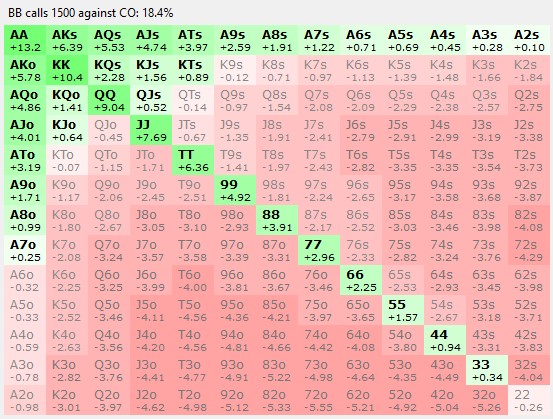 BB calls 1500 against CO: 18.4%
AA AKs AQs AJs ATs A9s A8s A7s A6s A5s A4s A3s A2s
+13.2 +6.39 +5.53 +4.74 +3.97 +2.59 +1.91 +1.22 +0.71 +0.69 +0.45 +0.28 +0.10
AKo KK KQs KJs KTs K9s K8s K7s K6s K5s K4s K3s K2s
+5.78 +10.4 +2.28 +1.56 +0.89 -0.12 -0.71 -0.97 -1.13 -1.39 -1.48 -1.66 -1.84
AQo KQo QQ QJs QTs Q9s Q8s Q7s Q6s Q5s Q4s Q3s Q2s
+4.86 +1.41 +9.04 +0.52 -0.14 -0.97 -1.54 -2.08 -2.09 -2.29 -2.38 -2.57 -2.75
AJo KJo QJo JJ JTs J9s J8s J7s J6s J5s J4s J3s J2s
+4.01 +0.64 -0.45 +7.69 -0.67 -1.35 -1.91 -2.41 -2.79 -2.91 -2.99 -3.19 -3.38
ATo KTo QTo JTo TT T9s T8s T7s T6s T5s T4s T3s T2s
+3.19 -0.07 -1.15 -1.71 +6.36 -1.41 -1.97 -2.43 -2.82 -3.35 -3.35 -3.54 -3.73
A9o K9o Q9o J9o T9o 99 98s 97s 96s 95s 94s 93s 92s
+1.71 -1.17 -2.06 -2.45 -2.51 +4.92 -1.81 -2.24 -2.65 -3.17 -3.58 -3.68 -3.87
A8o K8o Q8o J8o T8o 98o 88 87s 86s 85s 84s 83s 82s
+0.99 -1.80 -2.67 -3.05 -3.10 -2.93 +3.91 -2.17 -2.52 -3.03 -3.46 -3.98 -4.08
A7o K7o Q7o J7o T7o 97o 87o 77 76s 75s 74s 73s 72s
+0.25 -2.08 -3.24 -3.57 -3.58 -3.39 -3.31 +2.96 -2.33 -2.82 -3.24 -3.76 -4.29
A6o K6o Q6o J6o T6o 96o 86o 76o 66 65s 64s 63s 62s
-0.32 -2.25 -3.25 -3.99 -4.00 -3.81 -3.67 -3.46 +2.25 -2.53 -2.93 -3.45 -3.98
A5o K5o Q5o J5o T5o 95o 85o 75o 65o 55 54s 53s 52s
-0.33 -2.52 -3.46 -4.11 -4.56 -4.36 -4.21 -3.97 -3.65 +1.57 -2.67 -3.18 -3.71
A4o K4o Q4o J4o T4o 94o 84o 74o 64o 54o 44 43s 42s
-0.59 -2.63 -3.56 -4.20 -4.56 -4.81 -4.66 -4.42 -4.08 -3.80 +0.94 -3.31 -3.83
A3o K3o Q3o J3o T3o 93o 83o 73o 63o 53o 43o 33 32s
-0.78 -2.82 -3.76 -4.41 -4.77 -4.91 -5.22 -4.98 -4.64 -4.35 -4.49 +0.34 -4.04
A2o K2o Q2o J2o T2o 92o 82o 72o 62o 52o 42o 32o 22
-0.98 -3.01 -3.97 -4.62 -4.98 -5.12 -5.33 -5.55 -5.21 -4.92 -5.04 -5.26 -0.26